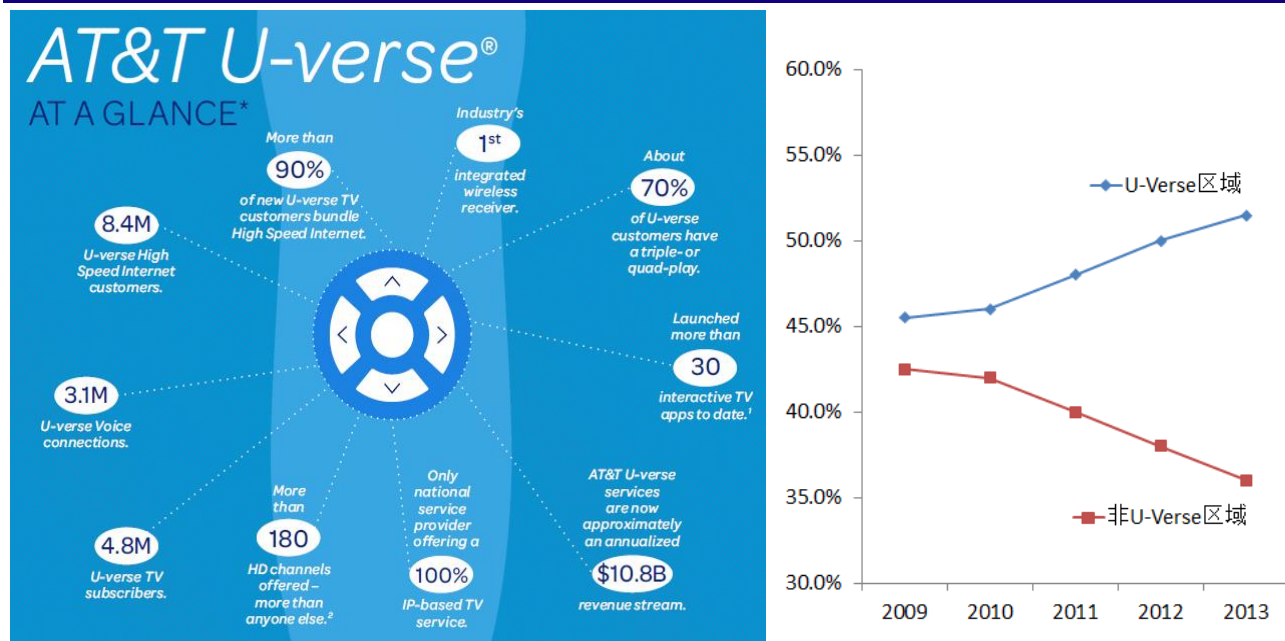 AT&T U-verse®
AT A GLANCE*
More than
90%
of new U-verse TV
customers bundle
High Speed Internet.
Industry's
1st
integrated
wireless
receiver.
About
70%
of U-verse
customers have
a triple- or
quad-play.
8.4M
U-verse High
Speed Internet
customers.
Launched
more than
30
interactive TV
apps to date.¹
3.1M
U-verse Voice
connections.
4.8M
U-verse TV
subscribers.
More
than
180
HD channels
offered –
more than
anyone else.²
Only
national
service
provider
offering a
100%
IP-based TV
service.
AT&T U-verse
services
are now
approximately
an annualized
$10.8B
revenue stream.
60.0%
55.0%
50.0%
45.0%
40.0%
35.0%
30.0%
U-Verse区域
非U-Verse区域
2009 2010 2011 2012 2013